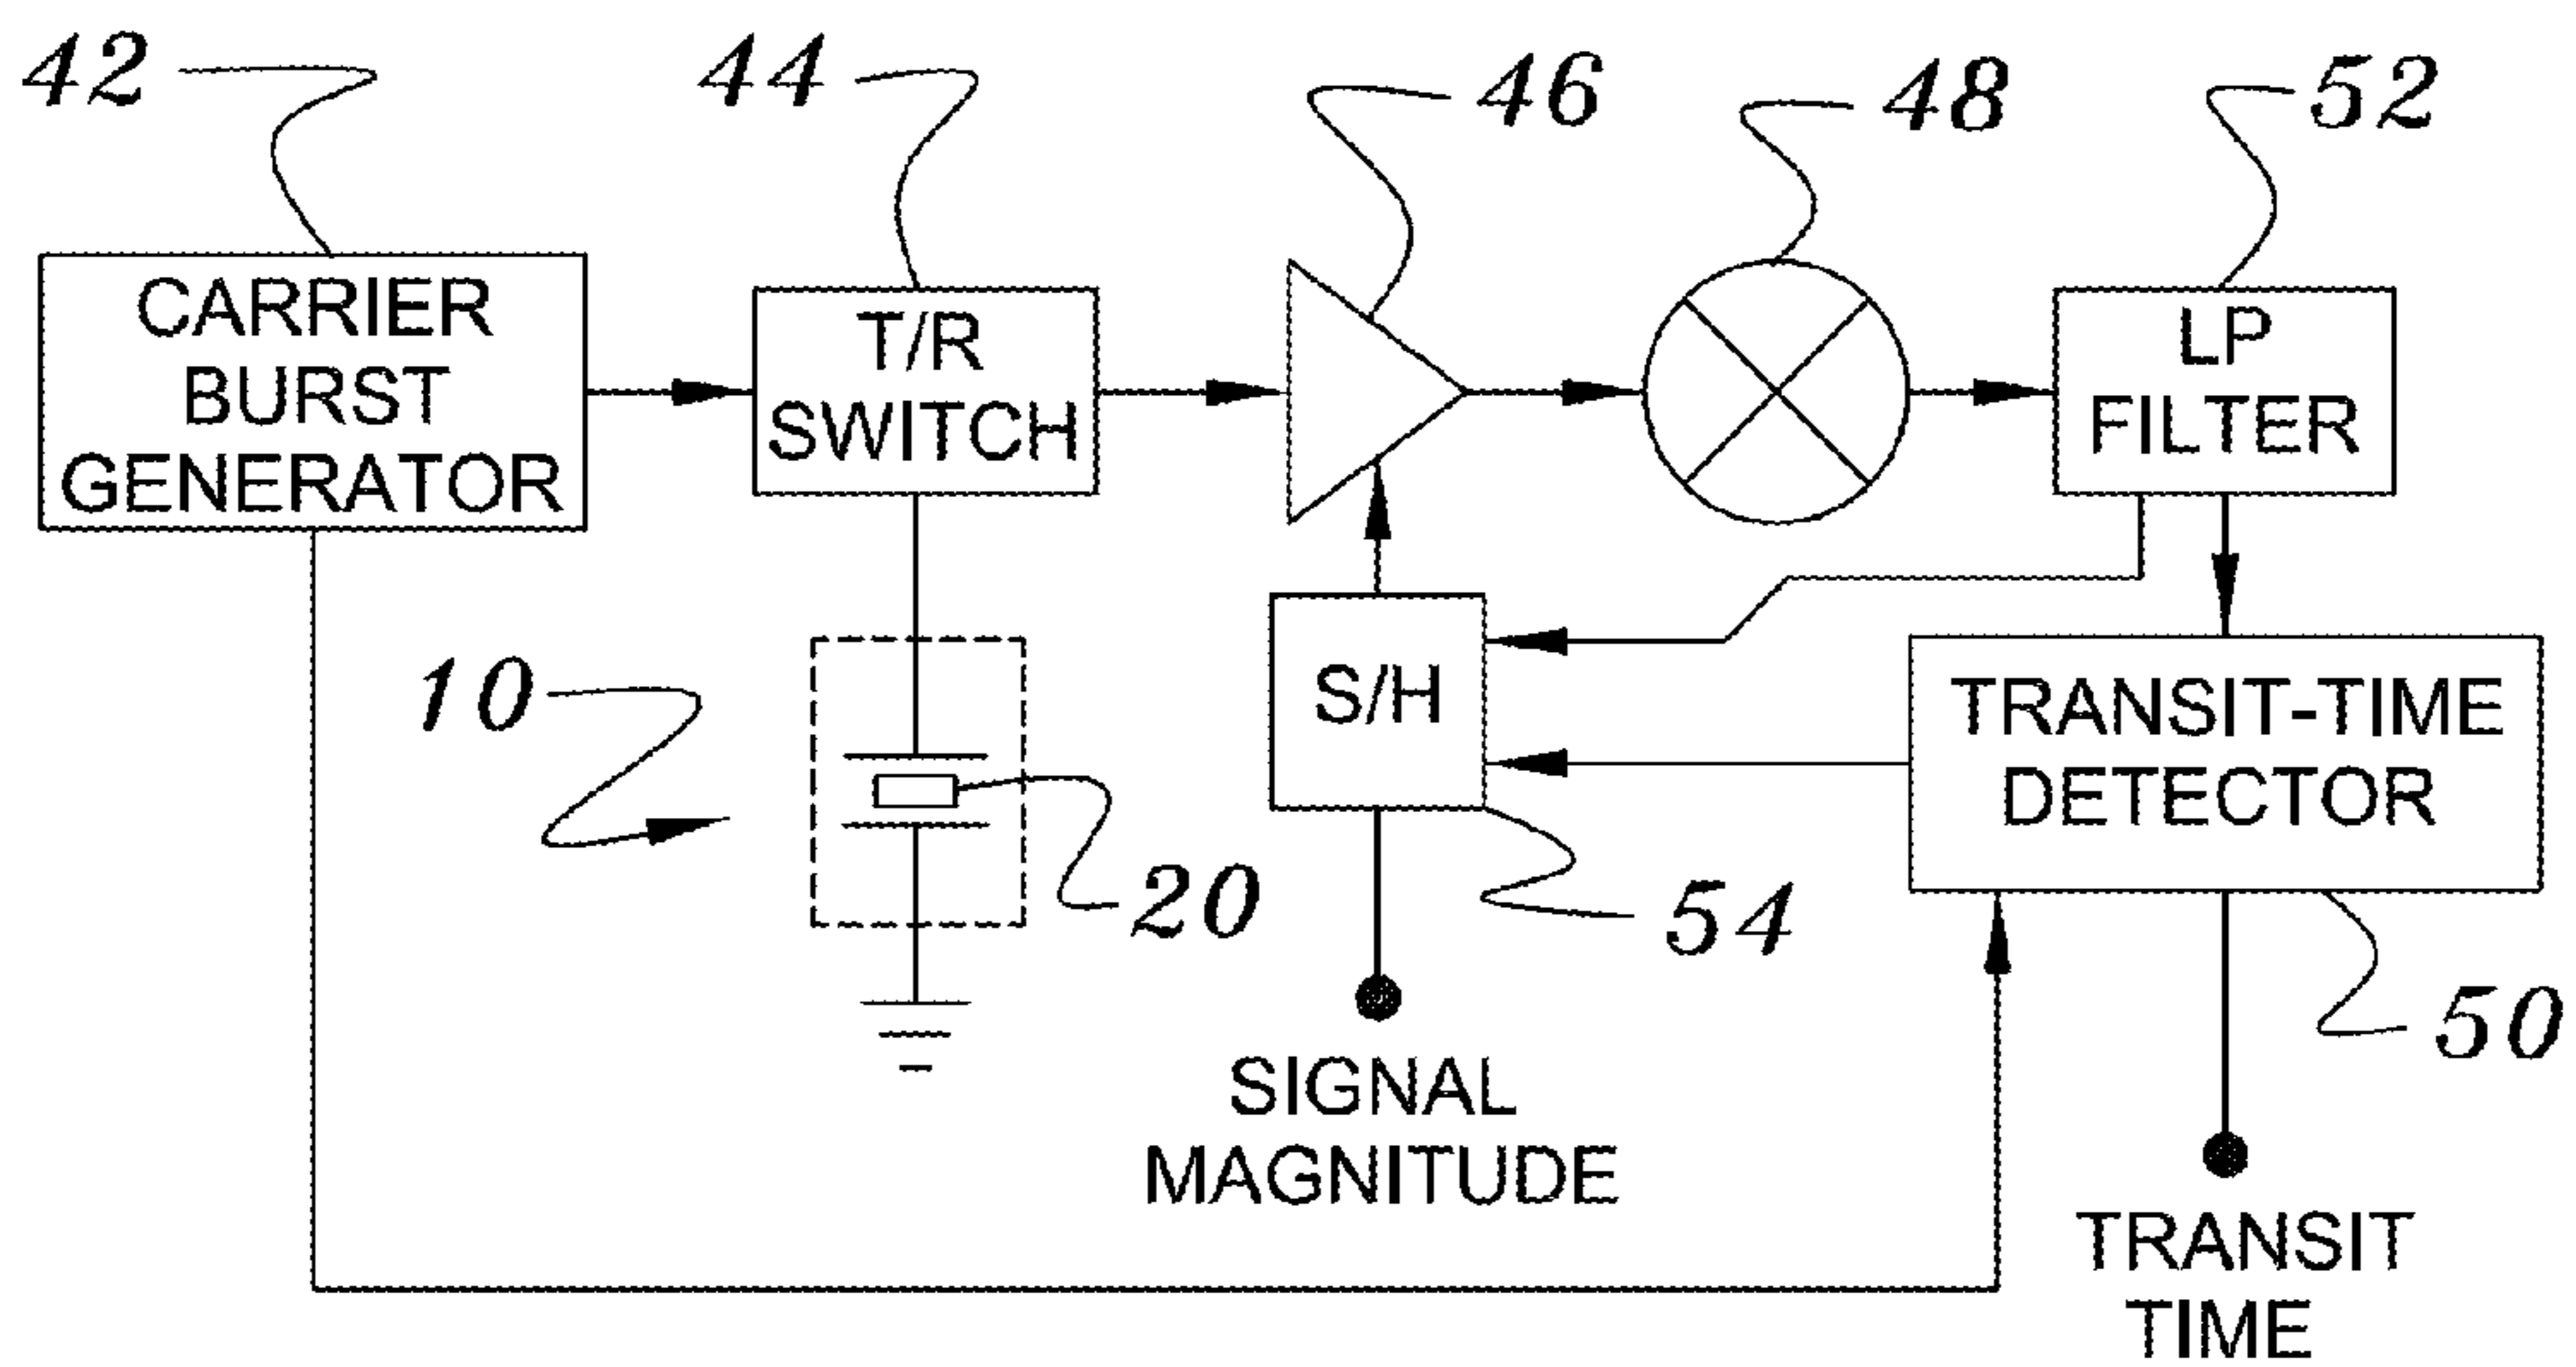 42
44
46
48
52
CARRIER
BURST
GENERATOR
T/R
SWITCH
LP
FILTER
10
20
S/H
54
TRANSIT-TIME
DETECTOR
50
SIGNAL
MAGNITUDE
TRANSIT
TIME